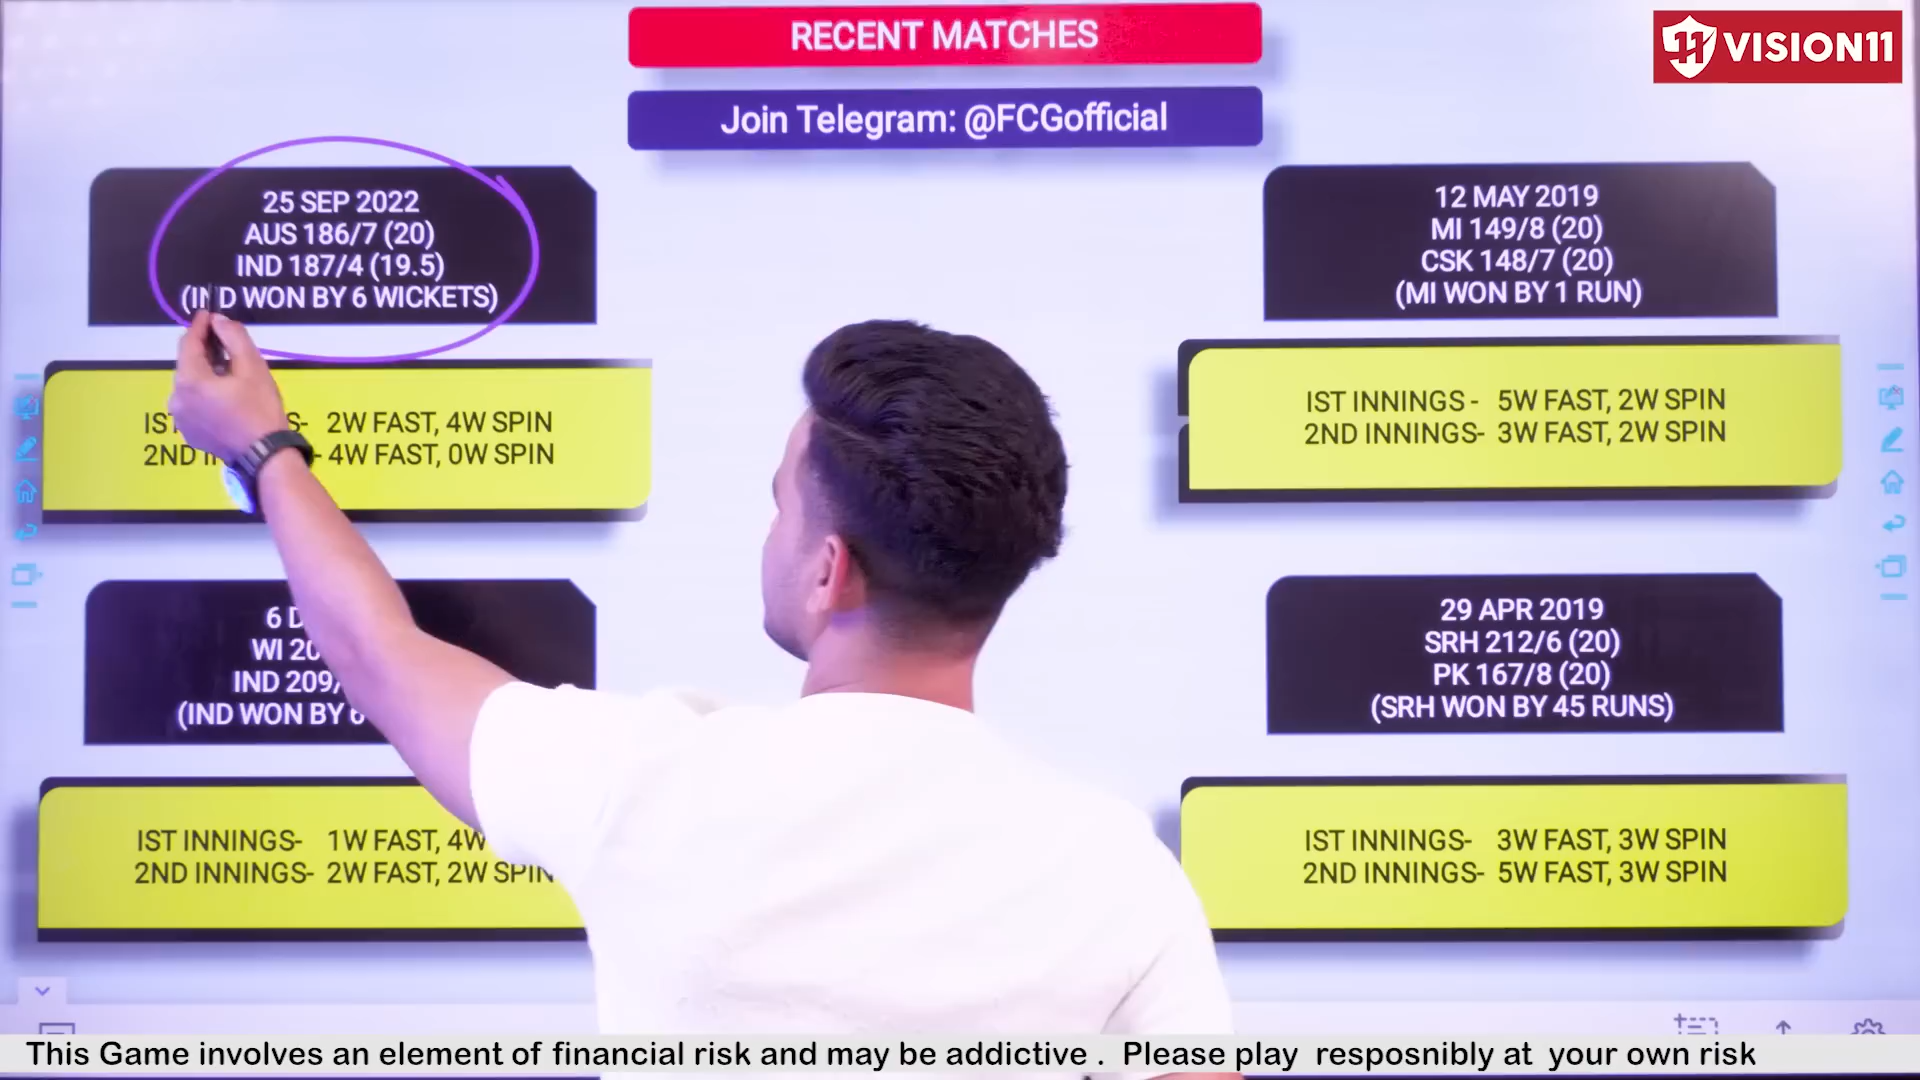 RECENT MATCHES
VISION11
Join Telegram: @FCGofficial
25 SEP 2022
AUS 186/7 (20)
IND 187/4 (19.5)
(IND WON BY 6 WICKETS)
IST - 2W FAST, 4W SPIN
2ND - 4W FAST, 0W SPIN
12 MAY 2019
MI 149/8 (20)
CSK 148/7 (20)
(MI WON BY 1 RUN)
IST INNINGS - 5W FAST, 2W SPIN
2ND INNINGS- 3W FAST, 2W SPIN
6
WI
IND 209/
(IND WON BY 6
IST INNINGS- 1W FAST, 4W
2ND INNINGS- 2W FAST, 2W SPIN
29 APR 2019
SRH 212/6 (20)
PK 167/8 (20)
(SRH WON BY 45 RUNS)
IST INNINGS- 3W FAST, 3W SPIN
2ND INNINGS- 5W FAST, 3W SPIN
This Game involves an element of financial risk and may be addictive . Please play resposnibly at your own risk